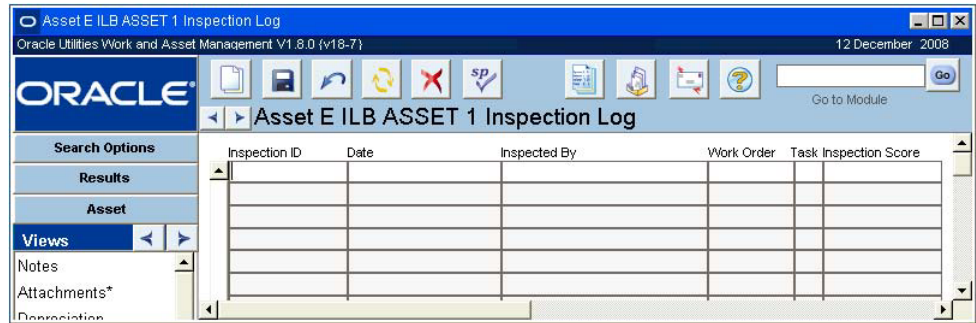 Asset E ILB ASSET 1 Inspection Log
Oracle Utilities Work and Asset Management V1.8.0 {v18-7} 12 December 2008
ORACLE
sp
Go
Go to Module
Asset E ILB ASSET 1 Inspection Log
Search Options
Results
Asset
Views
Notes
Attachments*
Depreciation
Inspection ID Date Inspected By Work Order Task Inspection Score